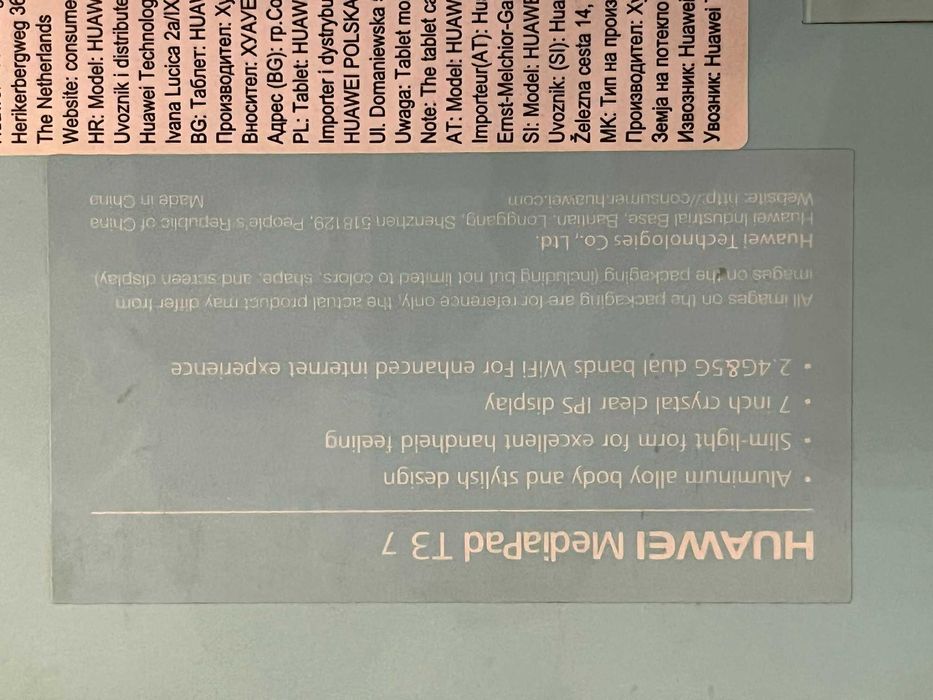 HUAWEI MediaPad T3 7
• Aluminum alloy body and stylish design
• Slim-light form for excellent handheld feeling
• 7 inch crystal clear IPS display
• 2.4G&5G dual bands WiFi For enhanced internet experience
All images on the packaging are for reference only, the actual product may differ from
images on the packaging (including but not limited to colors, shape, and screen display)
Huawei Technologies Co., Ltd.
Huawei Industrial Base, Bantian, Longgang, Shenzhen 518129, People's Republic of China
Website: http://consumer.huawei.com Made in China
Herikerbergweg 36
The Netherlands
Website: consume
HR: Model: HUAW
Uvoznik i distribute
Huawei Technolog
Ivana Lucica 2a/IX
BG: Таблет: HUAV
Производител: Ху
Вносител: ХУАВЕ
Адрес (BG): гр.Со
PL: Tablet: HUAW
Importer i dystrybu
HUAWEI POLSKA
Ul. Domaniewska
Uwaga: Tablet mo
Note: The tablet ca
AT: Model: HUAW
Importeur(AT): Hu
Ernst-Melchior-Ga
SI: Model: HUAWE
Uvoznik: (SI): Hua
Železna cesta 14,
MK: Тип на произ
Производител: Ху
Земја на потекло
Извозник: Huawei
Увозник: Huawei T